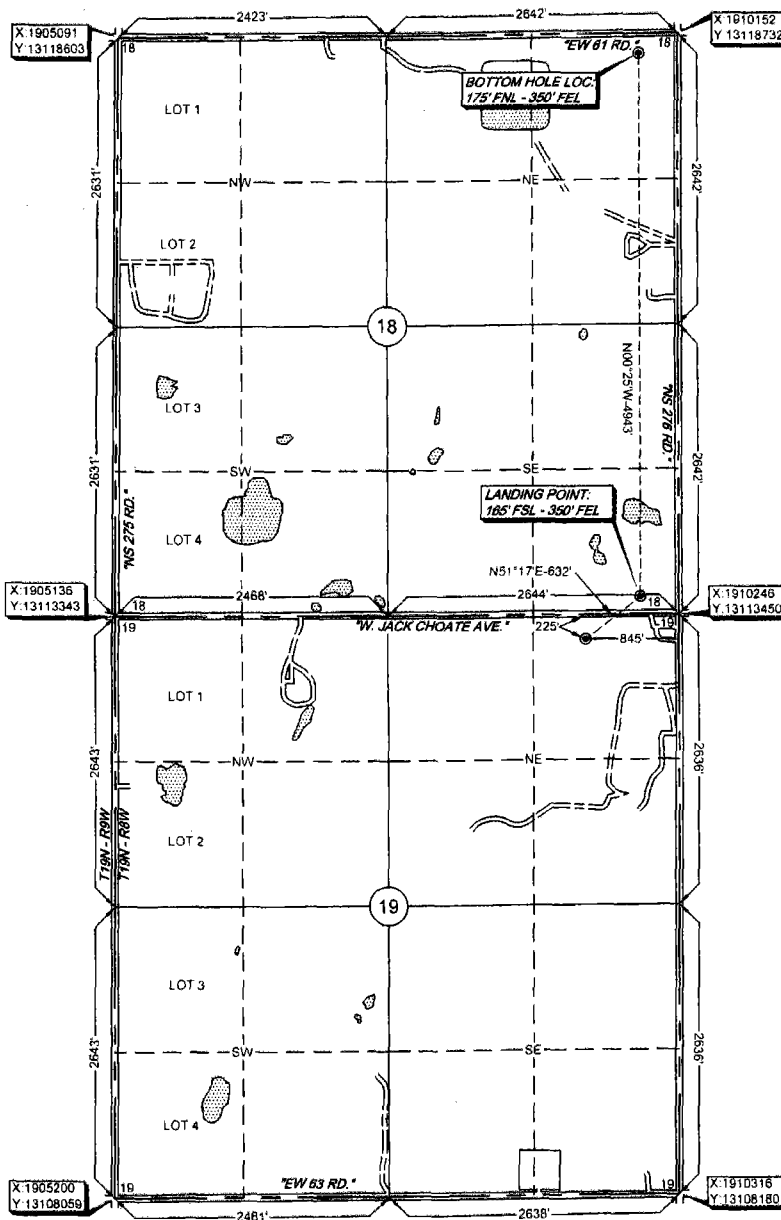 2423'
2642'
X:1905091
Y:13118603
X:1910152
Y:13118732
18
"EW 61 RD."
18
BOTTOM HOLE LOC:
175' FNL - 350' FEL
LOT 1
2631'
NW
NE
2642'
LOT 2
18
N00°25'W-4943'
"NS 276 RD."
LOT 3
2631'
SW
SE
2642'
"NS 275 RD."
LANDING POINT:
165' FSL - 350' FEL
LOT 4
N51°17'E-632'
X:1905136
Y:13113343
18
2468'
2644'
18
X:1910246
Y:13113450
19
"W. JACK CHOATE AVE."
225'
19
845'
LOT 1
2643'
NW
NE
2636'
T19N - R9W
T19N - R8W
LOT 2
19
LOT 3
2643'
SW
SE
2636'
LOT 4
X:1905200
Y:13108059
19
"EW 63 RD."
19
X:1910316
Y:13108180
2481'
2638'